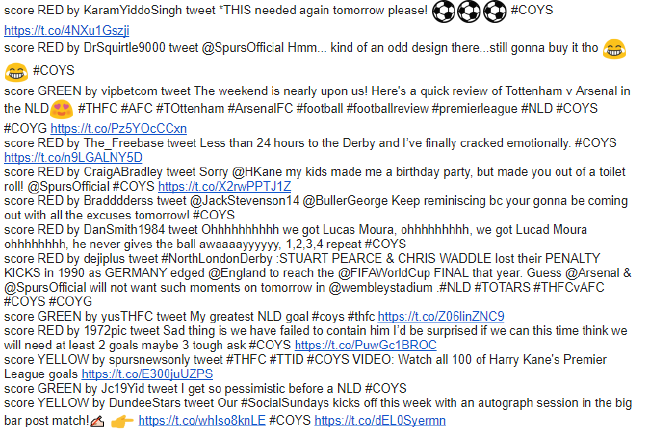 score RED by KaramYiddoSingh tweet "THIS needed again tomorrow please! ⚽⚽⚽ #COYS
https://t.co/4NXu1Gszji
score RED by DrSquirtle9000 tweet @SpursOfficial Hmm... kind of an odd design there...still gonna buy it tho 😂
😂 #COYS
score GREEN by vipbetcom tweet The weekend is nearly upon us! Here's a quick review of Tottenham v Arsenal in
the NLD😍 #THFC #AFC #TOttenham #ArsenalFC #football #footballreview #premierleague #NLD #COYS
#COYG https://t.co/Pz5YOcCCxn
score RED by The_Freebase tweet Less than 24 hours to the Derby and I've finally cracked emotionally. #COYS
https://t.co/n9LGALNY5D
score RED by CraigABradley tweet Sorry @HKane my kids made me a birthday party, but made you out of a toilet
roll! @SpursOfficial #COYS https://t.co/X2rwPPTJ1Z
score RED by Bradddderss tweet @JackStevenson14 @BullerGeorge Keep reminiscing bc your gonna be coming
out with all the excuses tomorrow! #COYS
score RED by DanSmith1984 tweet Ohhhhhhhhhh we got Lucas Moura, ohhhhhhhhh, we got Lucad Moura
ohhhhhhhh, he never gives the ball awaaaayyyyyy, 1,2,3,4 repeat #COYS
score RED by dejiplus tweet #NorthLondonDerby :STUART PEARCE & CHRIS WADDLE lost their PENALTY
KICKS in 1990 as GERMANY edged @England to reach the @FIFAWorldCup FINAL that year. Guess @Arsenal &
@SpursOfficial will not want such moments on tomorrow in @wembleystadium .#NLD #TOTARS #THFCvAFC
#COYS #COYG
score GREEN by yusTHFC tweet My greatest NLD goal #coys #thfc https://t.co/Z06linZNC9
score RED by 1972pic tweet Sad thing is we have failed to contain him I'd be surprised if we can this time think we
will need at least 2 goals maybe 3 tough ask #COYS https://t.co/PuwGc1BROC
score YELLOW by spursnewsonly tweet #THFC #TTID #COYS VIDEO: Watch all 100 of Harry Kane's Premier
League goals https://t.co/E300juUZPS
score GREEN by Jc19Yid tweet I get so pessimistic before a NLD #COYS
score YELLOW by DundeeStars tweet Our #SocialSundays kicks off this week with an autograph session in the big
bar post match!✍ 👉 https://t.co/whIso8knLE #COYS https://t.co/dEL0Syermn